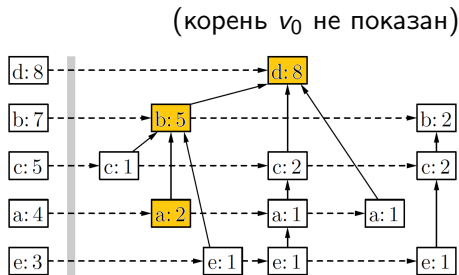 (корень v₀ не показан)
d: 8 d: 8
b: 7 b: 5 b: 2
c: 5 c: 1 c: 2 c: 2
a: 4 a: 2 a: 1 a: 1
e: 3 e: 1 e: 1 e: 1